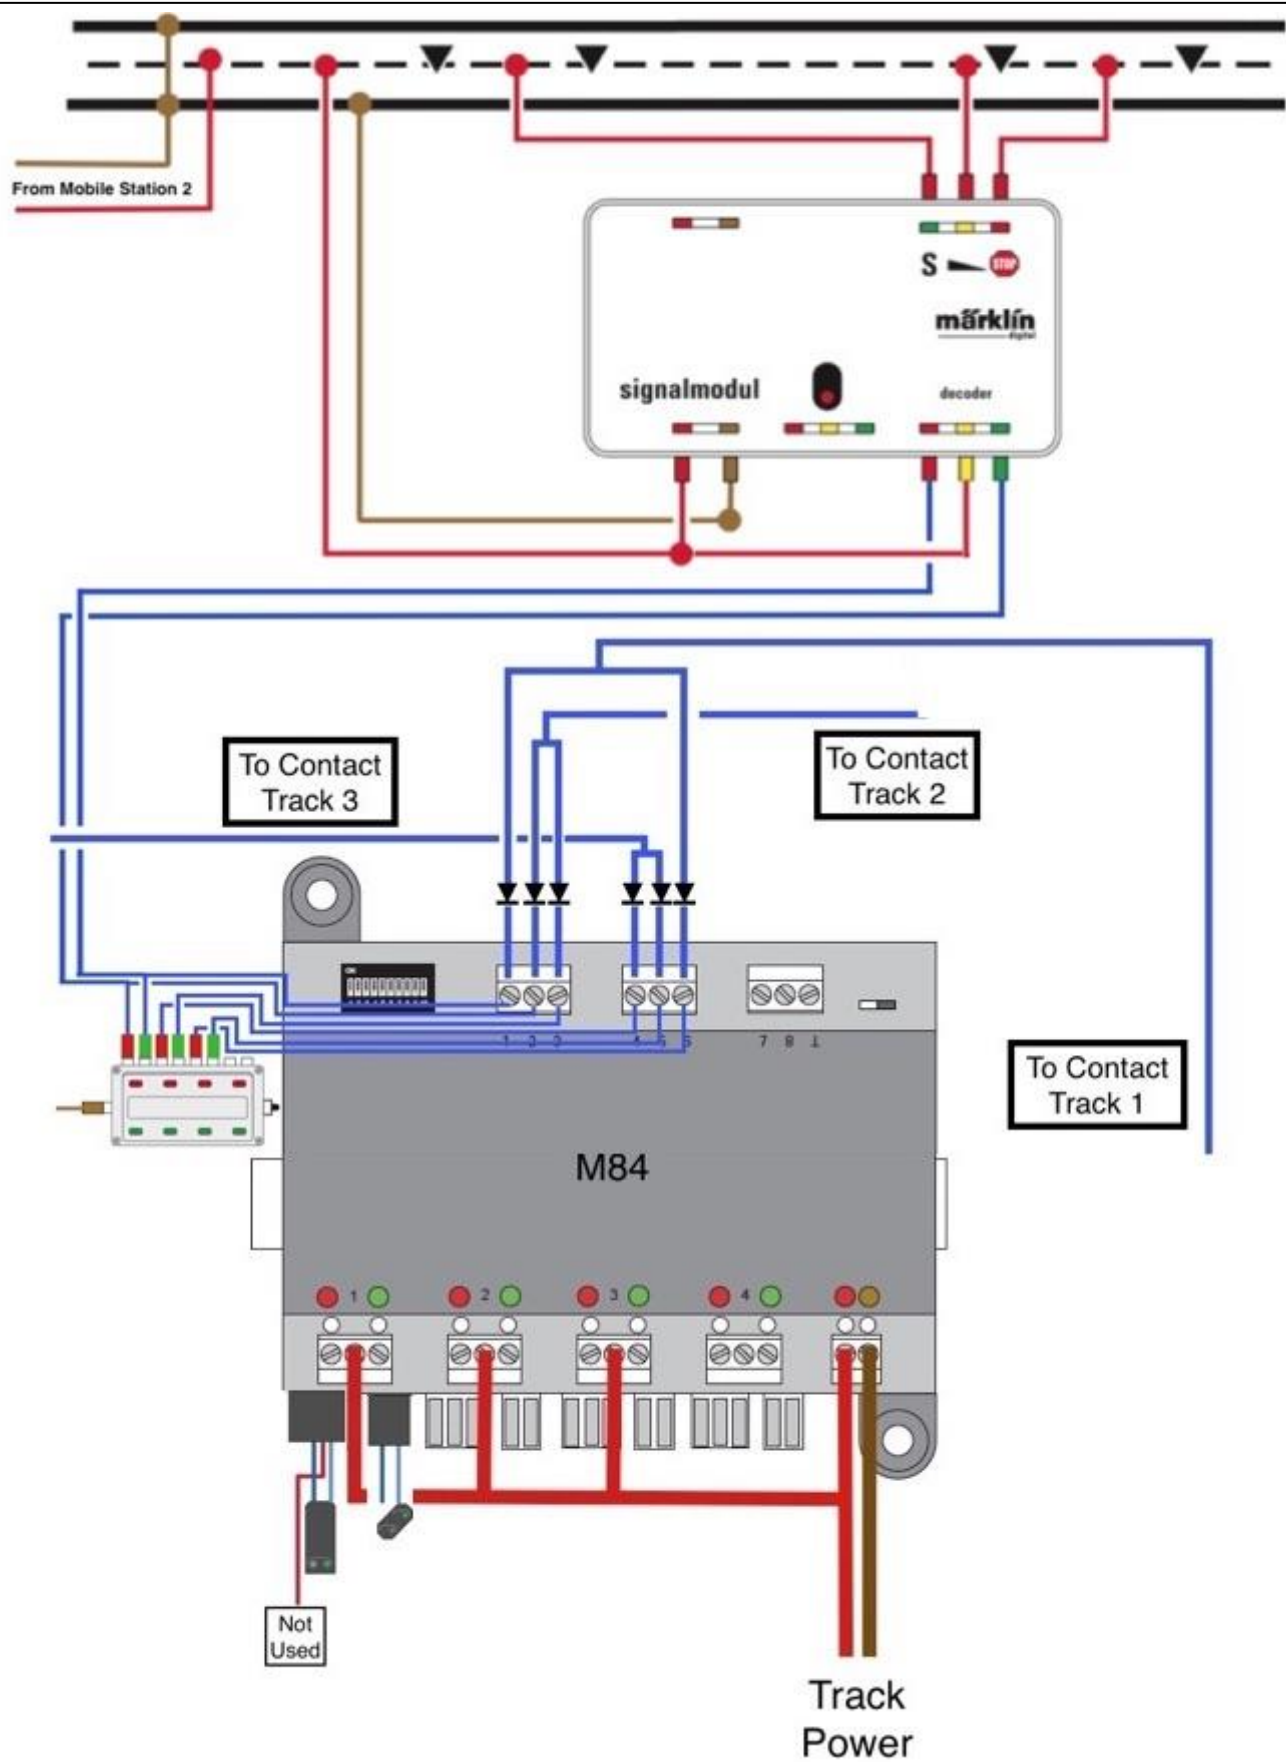 From Mobile Station 2
S
STOP
märklin
digital
signalmodul
decoder
To Contact
Track 3
To Contact
Track 2
ON
1 2 3 4 5 6 7 8 ⊥
To Contact
Track 1
M84
1 2 3 4
Not
Used
Track
Power